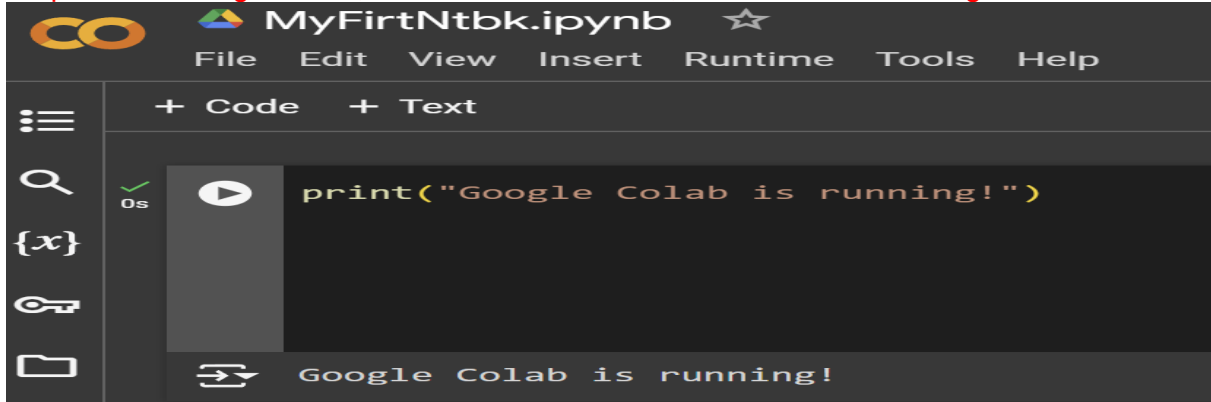 MyFirtNtbk.ipynb
File Edit View Insert Runtime Tools Help
+ Code + Text
0s
print("Google Colab is running!")
{x}
Google Colab is running!